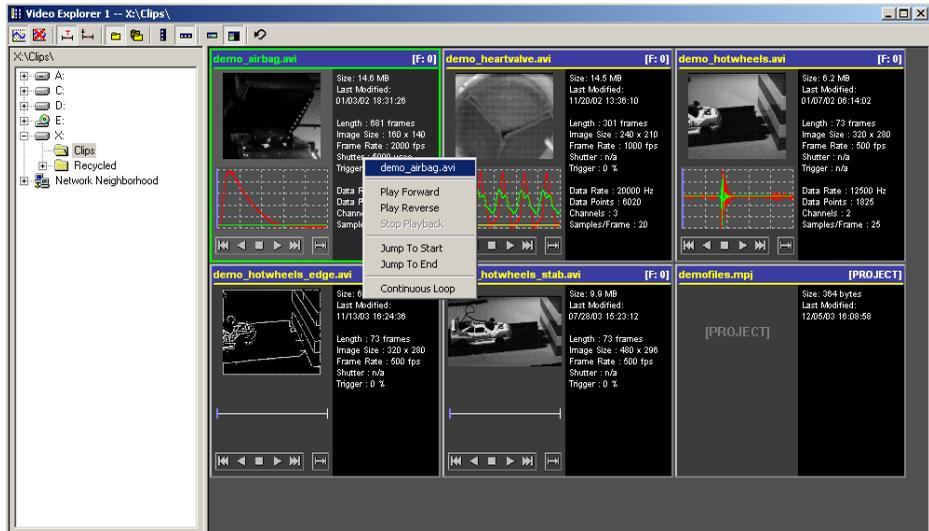 Video Explorer 1 -- X:\Clips\
X:\Clips\
A:
C:
D:
E:
X:
Clips
Recycled
Network Neighborhood
demo_airbag.avi [F: 0]
Size: 14.6 MB
Last Modified:
01/03/02 18:31:26
Length : 681 frames
Image Size : 160 x 140
Frame Rate : 2000 fps
Shutter : 5000 usec
Trigger
Data R
Data P
Chann
Sample
demo_airbag.avi
Play Forward
Play Reverse
Stop Playback
Jump To Start
Jump To End
Continuous Loop
demo_heartvalve.avi [F: 0]
Size: 14.5 MB
Last Modified:
11/20/02 13:36:10
Length : 301 frames
Image Size : 240 x 210
Frame Rate : 1000 fps
Shutter : n/a
Trigger : 0 %
Data Rate : 20000 Hz
Data Points : 6020
Channels : 3
Samples/Frame : 20
demo_hotwheels.avi [F: 0]
Size: 6.2 MB
Last Modified:
01/07/02 06:14:02
Length : 73 frames
Image Size : 320 x 280
Frame Rate : 500 fps
Shutter : n/a
Trigger : n/a
Data Rate : 12500 Hz
Data Points : 1825
Channels : 2
Samples/Frame : 25
demo_hotwheels_edge.avi
Size: 6
Last Modified:
11/13/03 16:24:36
Length : 73 frames
Image Size : 320 x 280
Frame Rate : 500 fps
Shutter : n/a
Trigger : 0 %
_hotwheels_stab.avi [F: 0]
Size: 9.9 MB
Last Modified:
07/28/03 15:23:12
Length : 73 frames
Image Size : 480 x 296
Frame Rate : 500 fps
Shutter : n/a
Trigger : 0 %
demofiles.mpj [PROJECT]
[PROJECT]
Size: 364 bytes
Last Modified:
12/05/03 16:08:58